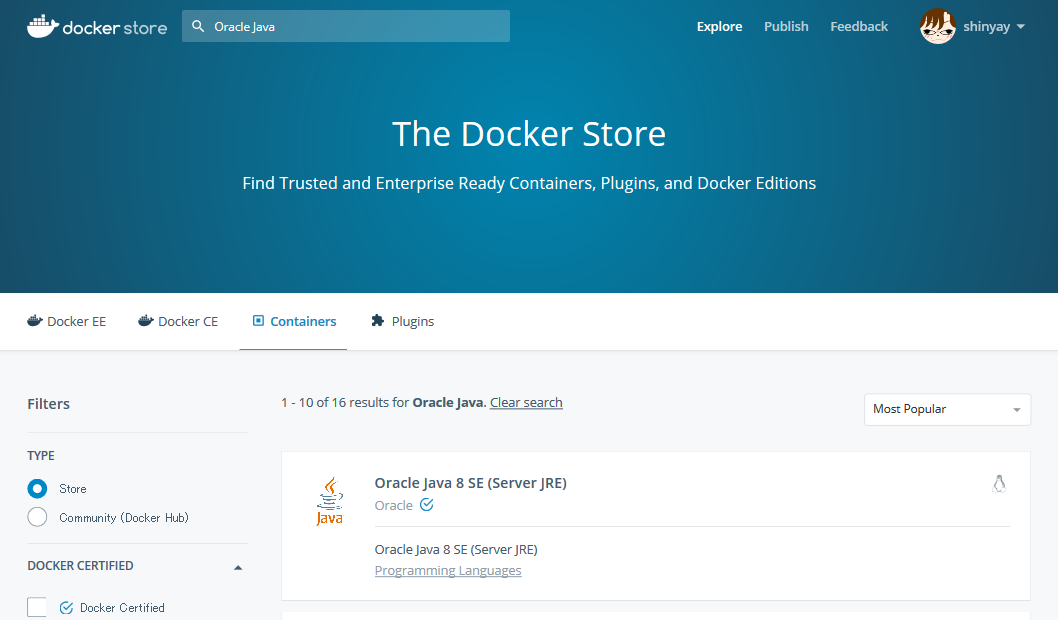 docker store
Oracle Java
Explore
Publish
Feedback
shinyay
The Docker Store
Find Trusted and Enterprise Ready Containers, Plugins, and Docker Editions
Docker EE
Docker CE
Containers
Plugins
Filters
1 - 10 of 16 results for Oracle Java. Clear search
Most Popular
TYPE
Store
Community (Docker Hub)
DOCKER CERTIFIED
Docker Certified
Java
Oracle Java 8 SE (Server JRE)
Oracle
Oracle Java 8 SE (Server JRE)
Programming Languages